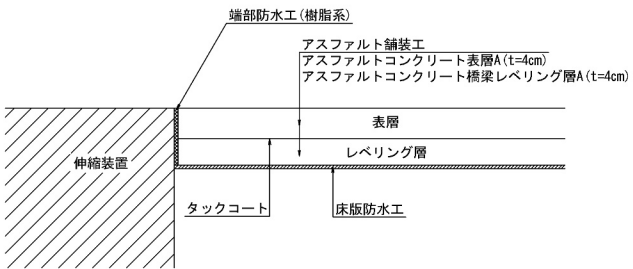 端部防水工(樹脂系)
アスファルト舗装工
アスファルトコンクリート表層A(t=4cm)
アスファルトコンクリート橋梁レベリング層A(t=4cm)
表層
レベリング層
伸縮装置
タックコート
床版防水工